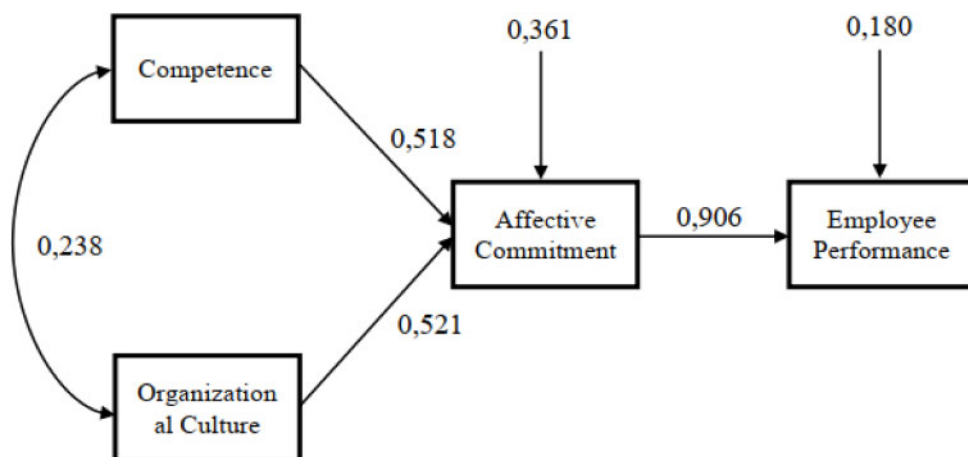 0,361
0,180
Competence
0,518
Affective
Commitment
0,906
Employee
Performance
0,238
0,521
Organization
al Culture